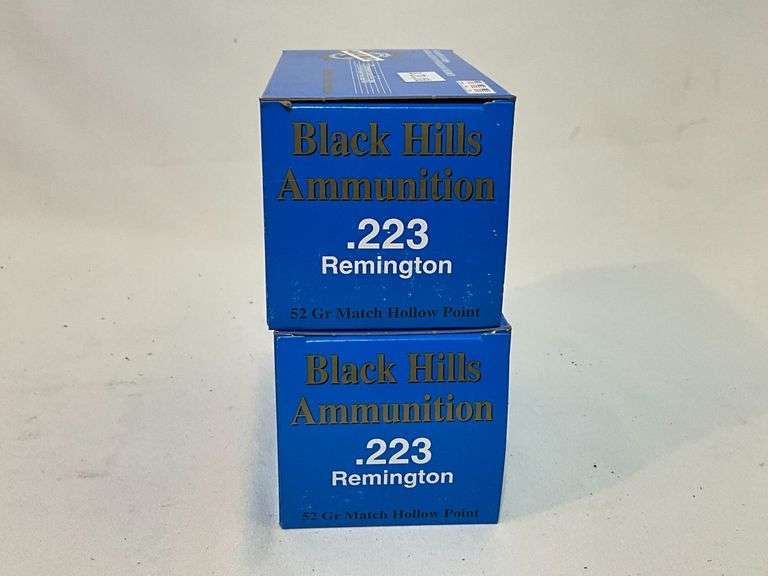 Black Hills
Ammunition
.223
Remington
52 Gr Match Hollow Point
Black Hills
Ammunition
.223
Remington
52 Gr Match Hollow Point